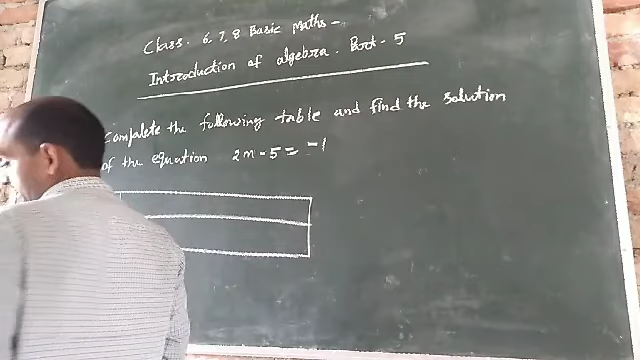 Class. 6, 7, 8 Basic Maths -
Introduction of algebra. Part - 5
Complete the following table and find the solution
of the equation 2m - 5 = -1